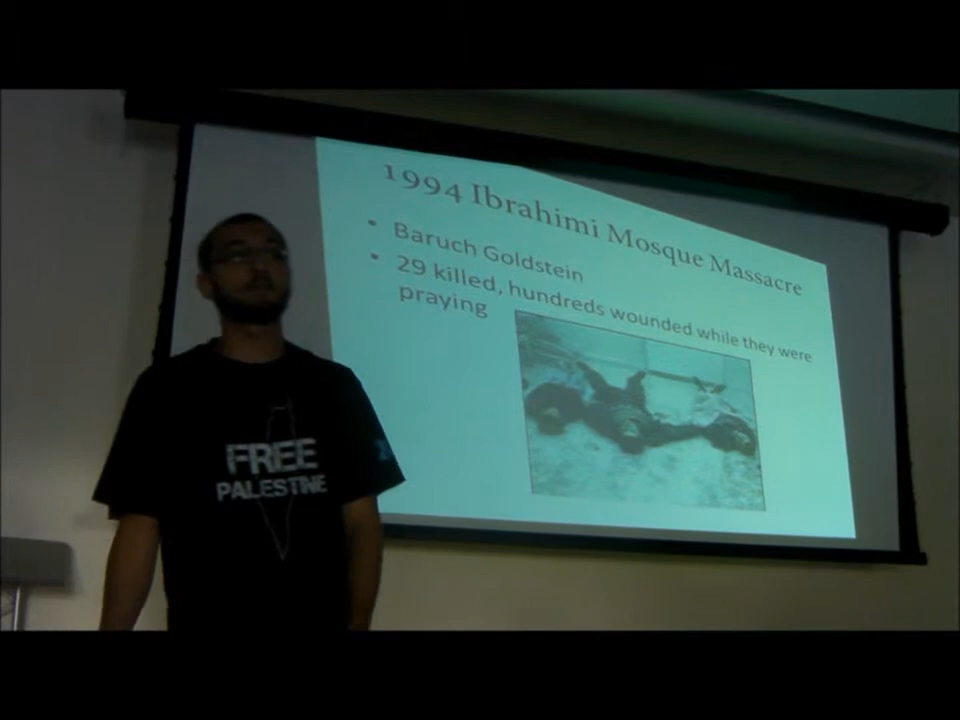 1994 Ibrahimi Mosque Massacre
• Baruch Goldstein
• 29 killed, hundreds wounded while they were
praying
FREE
PALESTINE